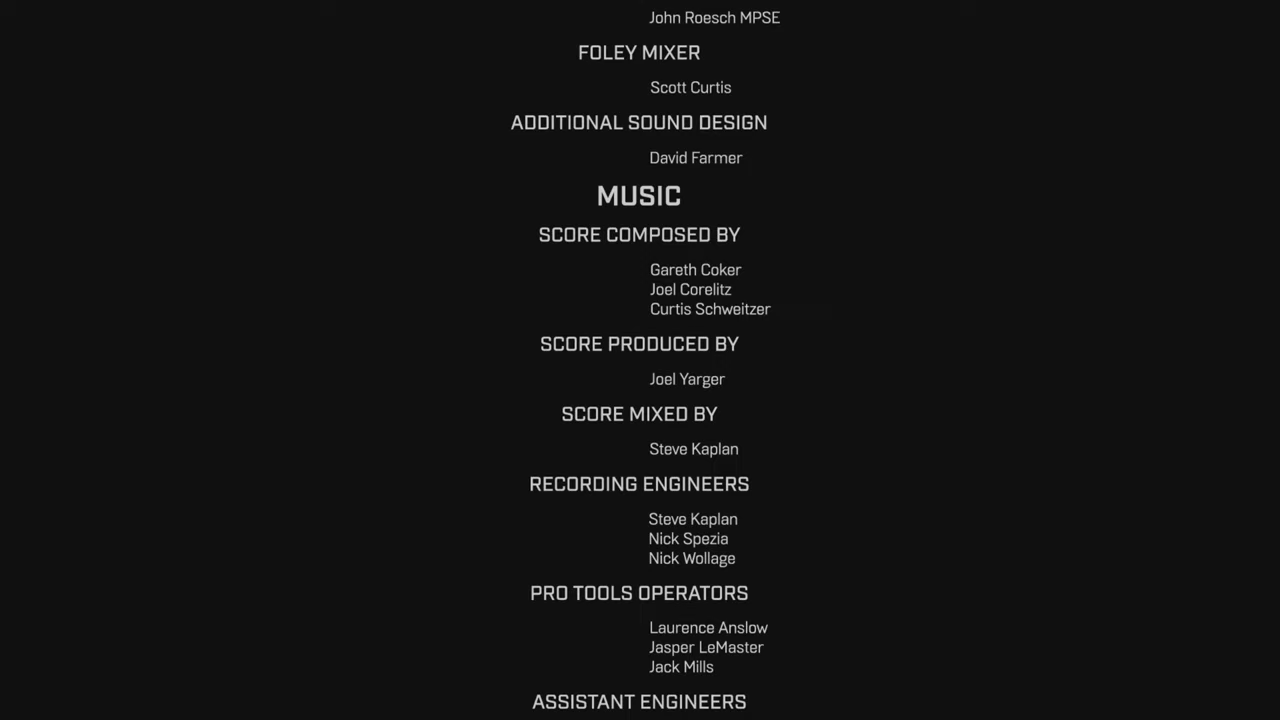 John Roesch MPSE
FOLEY MIXER
Scott Curtis
ADDITIONAL SOUND DESIGN
David Farmer
MUSIC
SCORE COMPOSED BY
Gareth Coker
Joel Corelitz
Curtis Schweitzer
SCORE PRODUCED BY
Joel Yarger
SCORE MIXED BY
Steve Kaplan
RECORDING ENGINEERS
Steve Kaplan
Nick Spezia
Nick Wollage
PRO TOOLS OPERATORS
Laurence Anslow
Jasper LeMaster
Jack Mills
ASSISTANT ENGINEERS